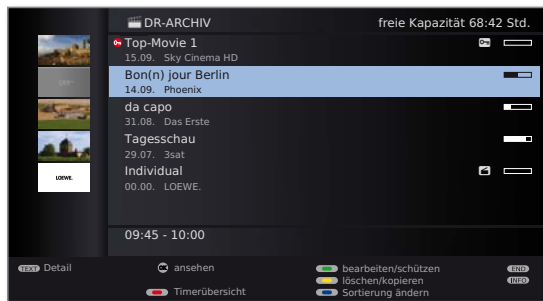 DR-ARCHIV freie Kapazität 68:42 Std.
Top-Movie 1
15.09. Sky Cinema HD
Bon(n) jour Berlin
14.09. Phoenix
da capo
31.08. Das Erste
Tagesschau
29.07. 3sat
LOEWE.
Individual
00.00. LOEWE.
09:45 - 10:00
TEXT Detail OK ansehen bearbeiten/schützen END
löschen/kopieren INFO
Timerübersicht Sortierung ändern